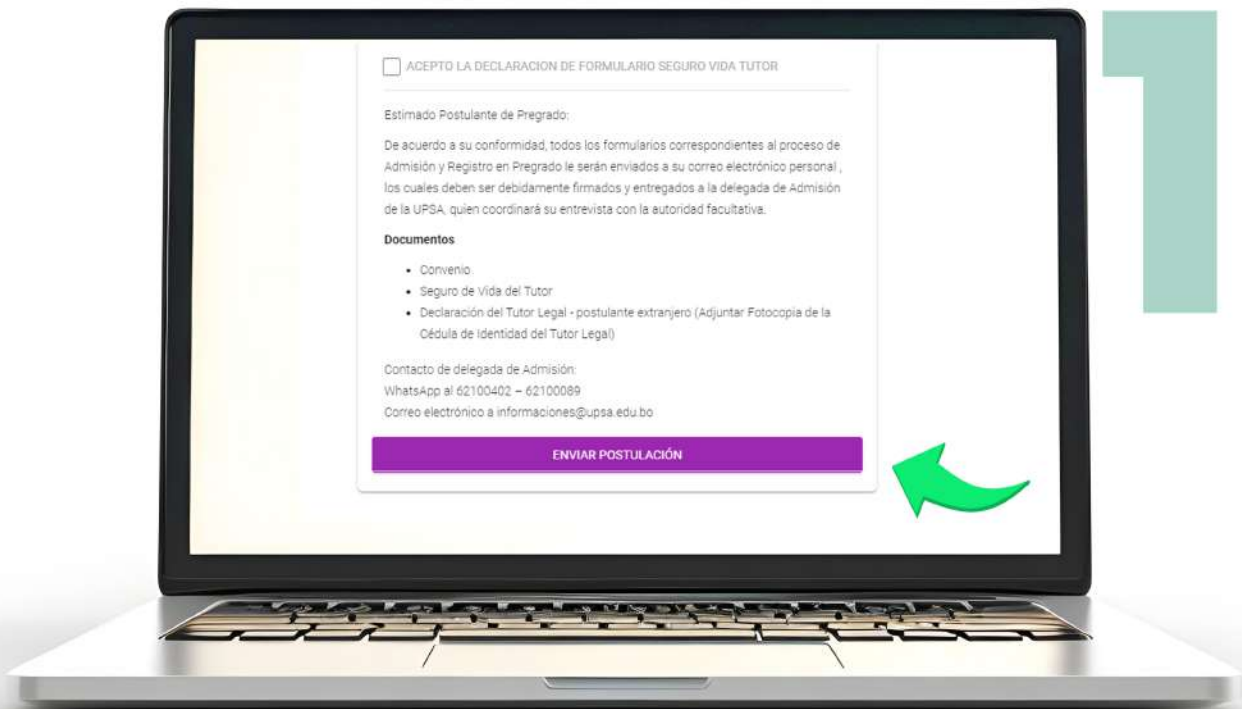 1
ACEPTO LA DECLARACION DE FORMULARIO SEGURO VIDA TUTOR
Estimado Postulante de Pregrado:
De acuerdo a su conformidad, todos los formularios correspondientes al proceso de
Admisión y Registro en Pregrado le serán enviados a su correo electrónico personal ,
los cuales deben ser debidamente firmados y entregados a la delegada de Admisión
de la UPSA, quien coordinará su entrevista con la autoridad facultativa.
Documentos
• Convenio.
• Seguro de Vida del Tutor
• Declaración del Tutor Legal - postulante extranjero (Adjuntar Fotocopia de la
Cédula de Identidad del Tutor Legal)
Contacto de delegada de Admisión:
WhatsApp al 62100402 – 62100089
Correo electrónico a informaciones@upsa.edu.bo
ENVIAR POSTULACIÓN